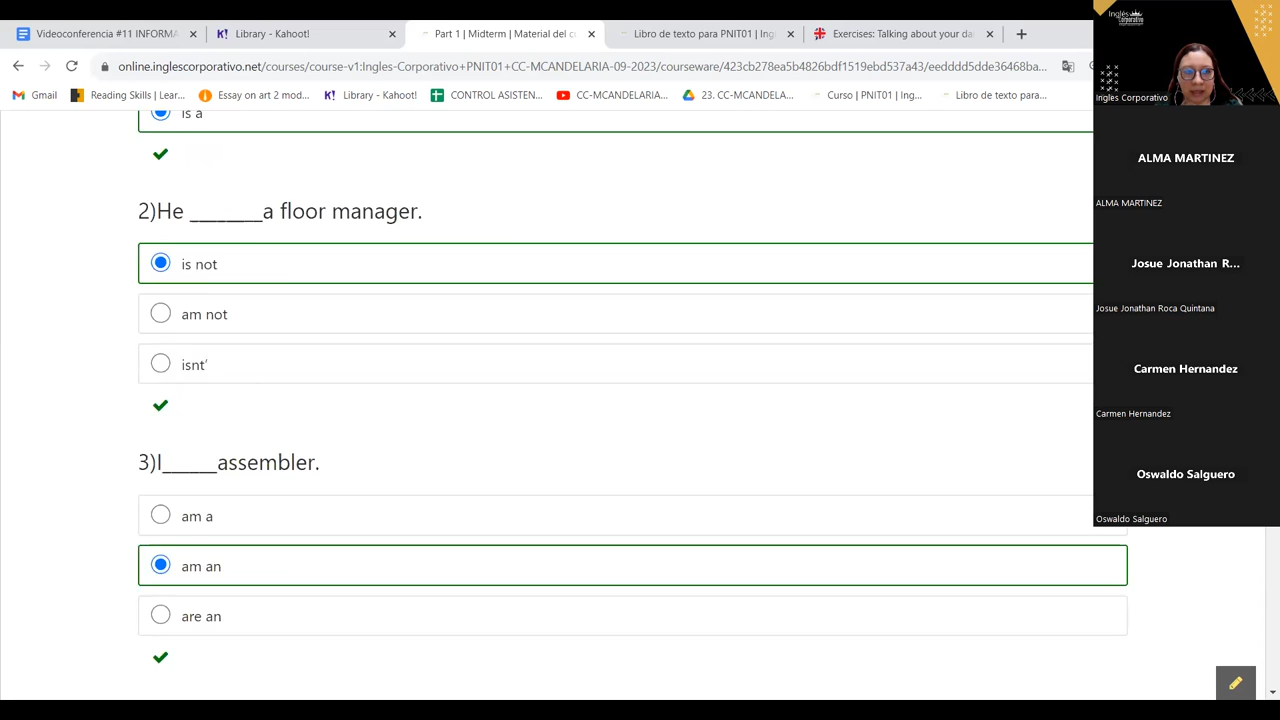 Videoconferencia #11 INFORMA
Library - Kahoot!
Part 1 | Midterm | Material del c
Libro de texto para PNIT01 | Ing
Exercises: Talking about your da
online.inglescorporativo.net/courses/course-v1:Ingles-Corporativo+PNIT01+CC-MCANDELARIA-09-2023/courseware/423cb278ea5b4826bdf1519ebd537a43/eedddd5dde36468ba...
Gmail
Reading Skills | Lear...
Essay on art 2 mod...
Library - Kahoot!
CONTROL ASISTEN...
CC-MCANDELARIA...
23. CC-MCANDELA...
Curso | PNIT01 | Ing...
Libro de texto para...
is a
2)He ________a floor manager.
is not
am not
isnt'
3)I______assembler.
am a
am an
are an
Inglés
Corporativo
Ingles Corporativo
ALMA MARTINEZ
ALMA MARTINEZ
Josue Jonathan R...
Josue Jonathan Roca Quintana
Carmen Hernandez
Carmen Hernandez
Oswaldo Salguero
Oswaldo Salguero